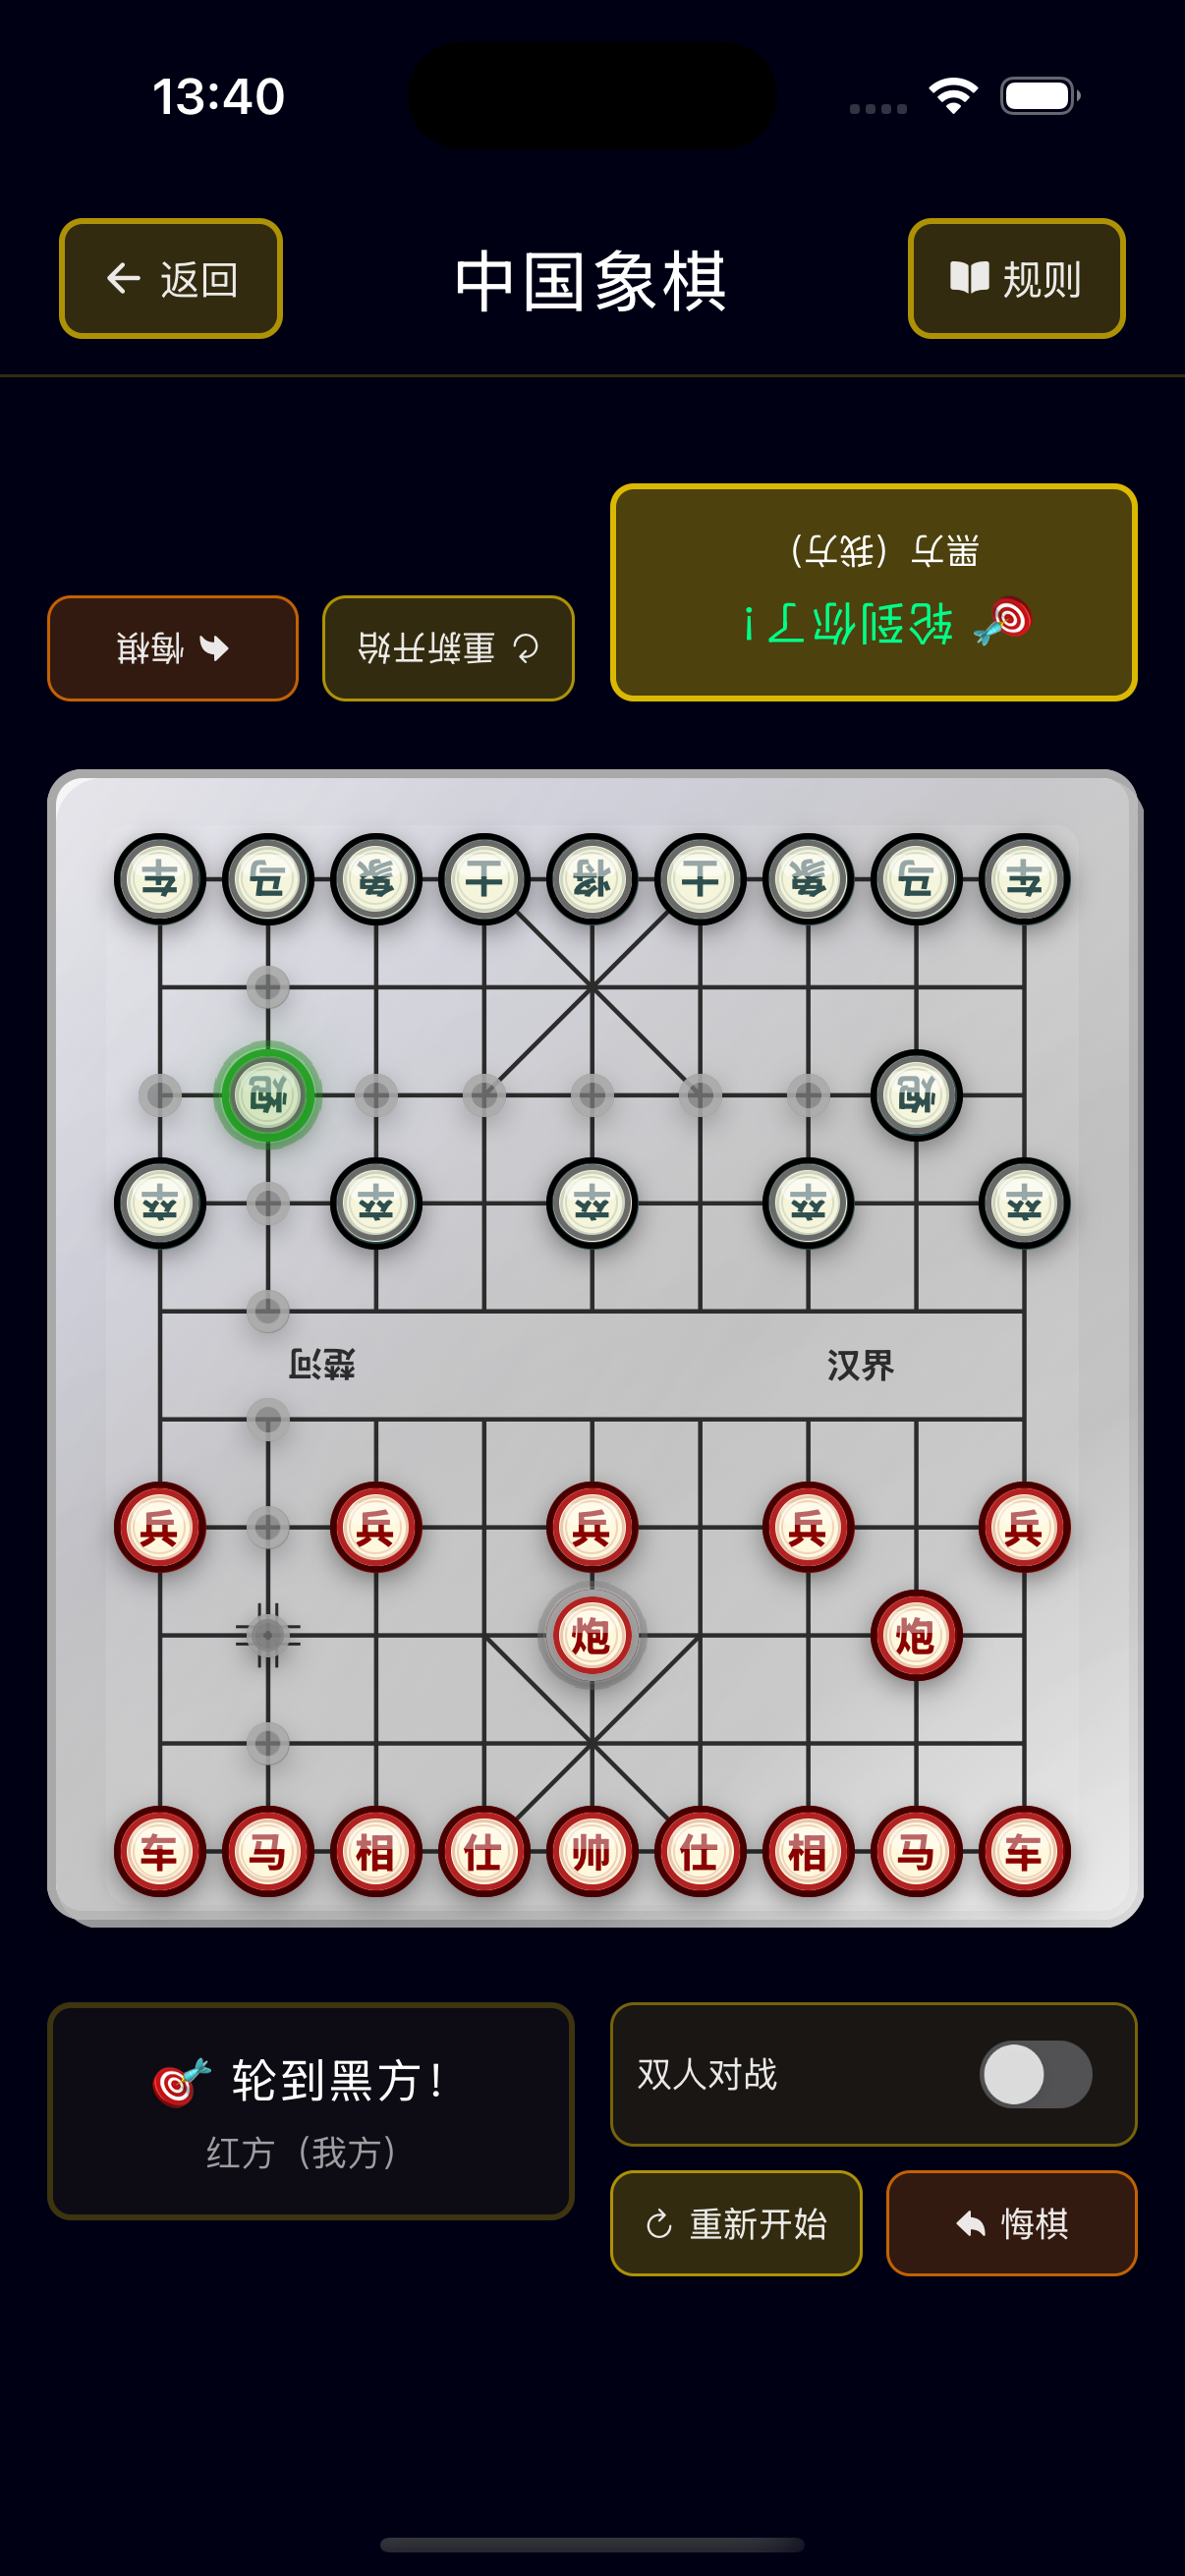 13:40
返回
中国象棋
规则
黑方（我方）
轮到你了！
悔棋
重新开始
车 马 象 士 将 士 象 马 车
炮 炮
卒 卒 卒 卒 卒
楚河 汉界
兵 兵 兵 兵 兵
炮 炮
车 马 相 仕 帅 仕 相 马 车
轮到黑方！
红方（我方）
双人对战
重新开始
悔棋